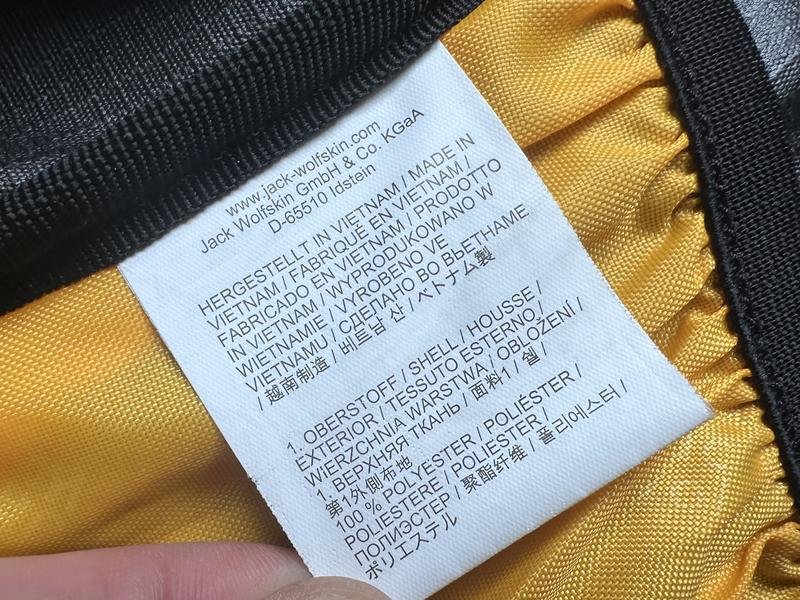 www.jack-wolfskin.com
Jack Wolfskin GmbH & Co. KGaA
D-65510 Idstein
HERGESTELLT IN VIETNAM / MADE IN
VIETNAM / FABRIQUÉ EN VIETNAM /
FABRICADO EN VIETNAM / PRODOTTO
IN VIETNAM / WYPRODUKOWANO W
WIETNAMIE / VYROBENO VE
VIETNAMU / СДЕЛАНО ВО ВЬЕТНАМЕ
/ 越南制造 / 베트남 산 / ベトナム製
1. OBERSTOFF / SHELL / HOUSSE /
EXTERIOR / TESSUTO ESTERNO /
WIERZCHNIA WARSTWA / OBLOŽENÍ /
1. ВЕРХНЯЯ ТКАНЬ / 面料1 / 쉘 /
第1外側布地
100 % POLYESTER / POLIÉSTER /
POLIESTERE / POLIESTER /
ПОЛИЭСТЕР / 聚酯纤维 / 폴리에스터 /
ポリエステル